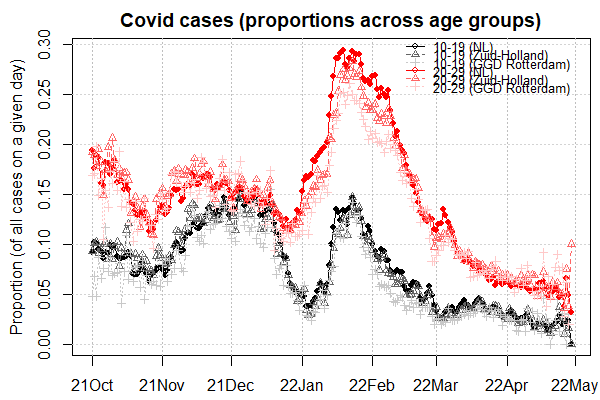 Covid cases (proportions across age groups)
10-19 (NL)
10-19 (Zuid-Holland)
10-19 (GGD Rotterdam)
20-29 (NL)
20-29 (Zuid-Holland)
20-29 (GGD Rotterdam)
Proportion (of all cases on a given day)
0.30
0.25
0.20
0.15
0.10
0.05
0.00
21Oct 21Nov 21Dec 22Jan 22Feb 22Mar 22Apr 22May